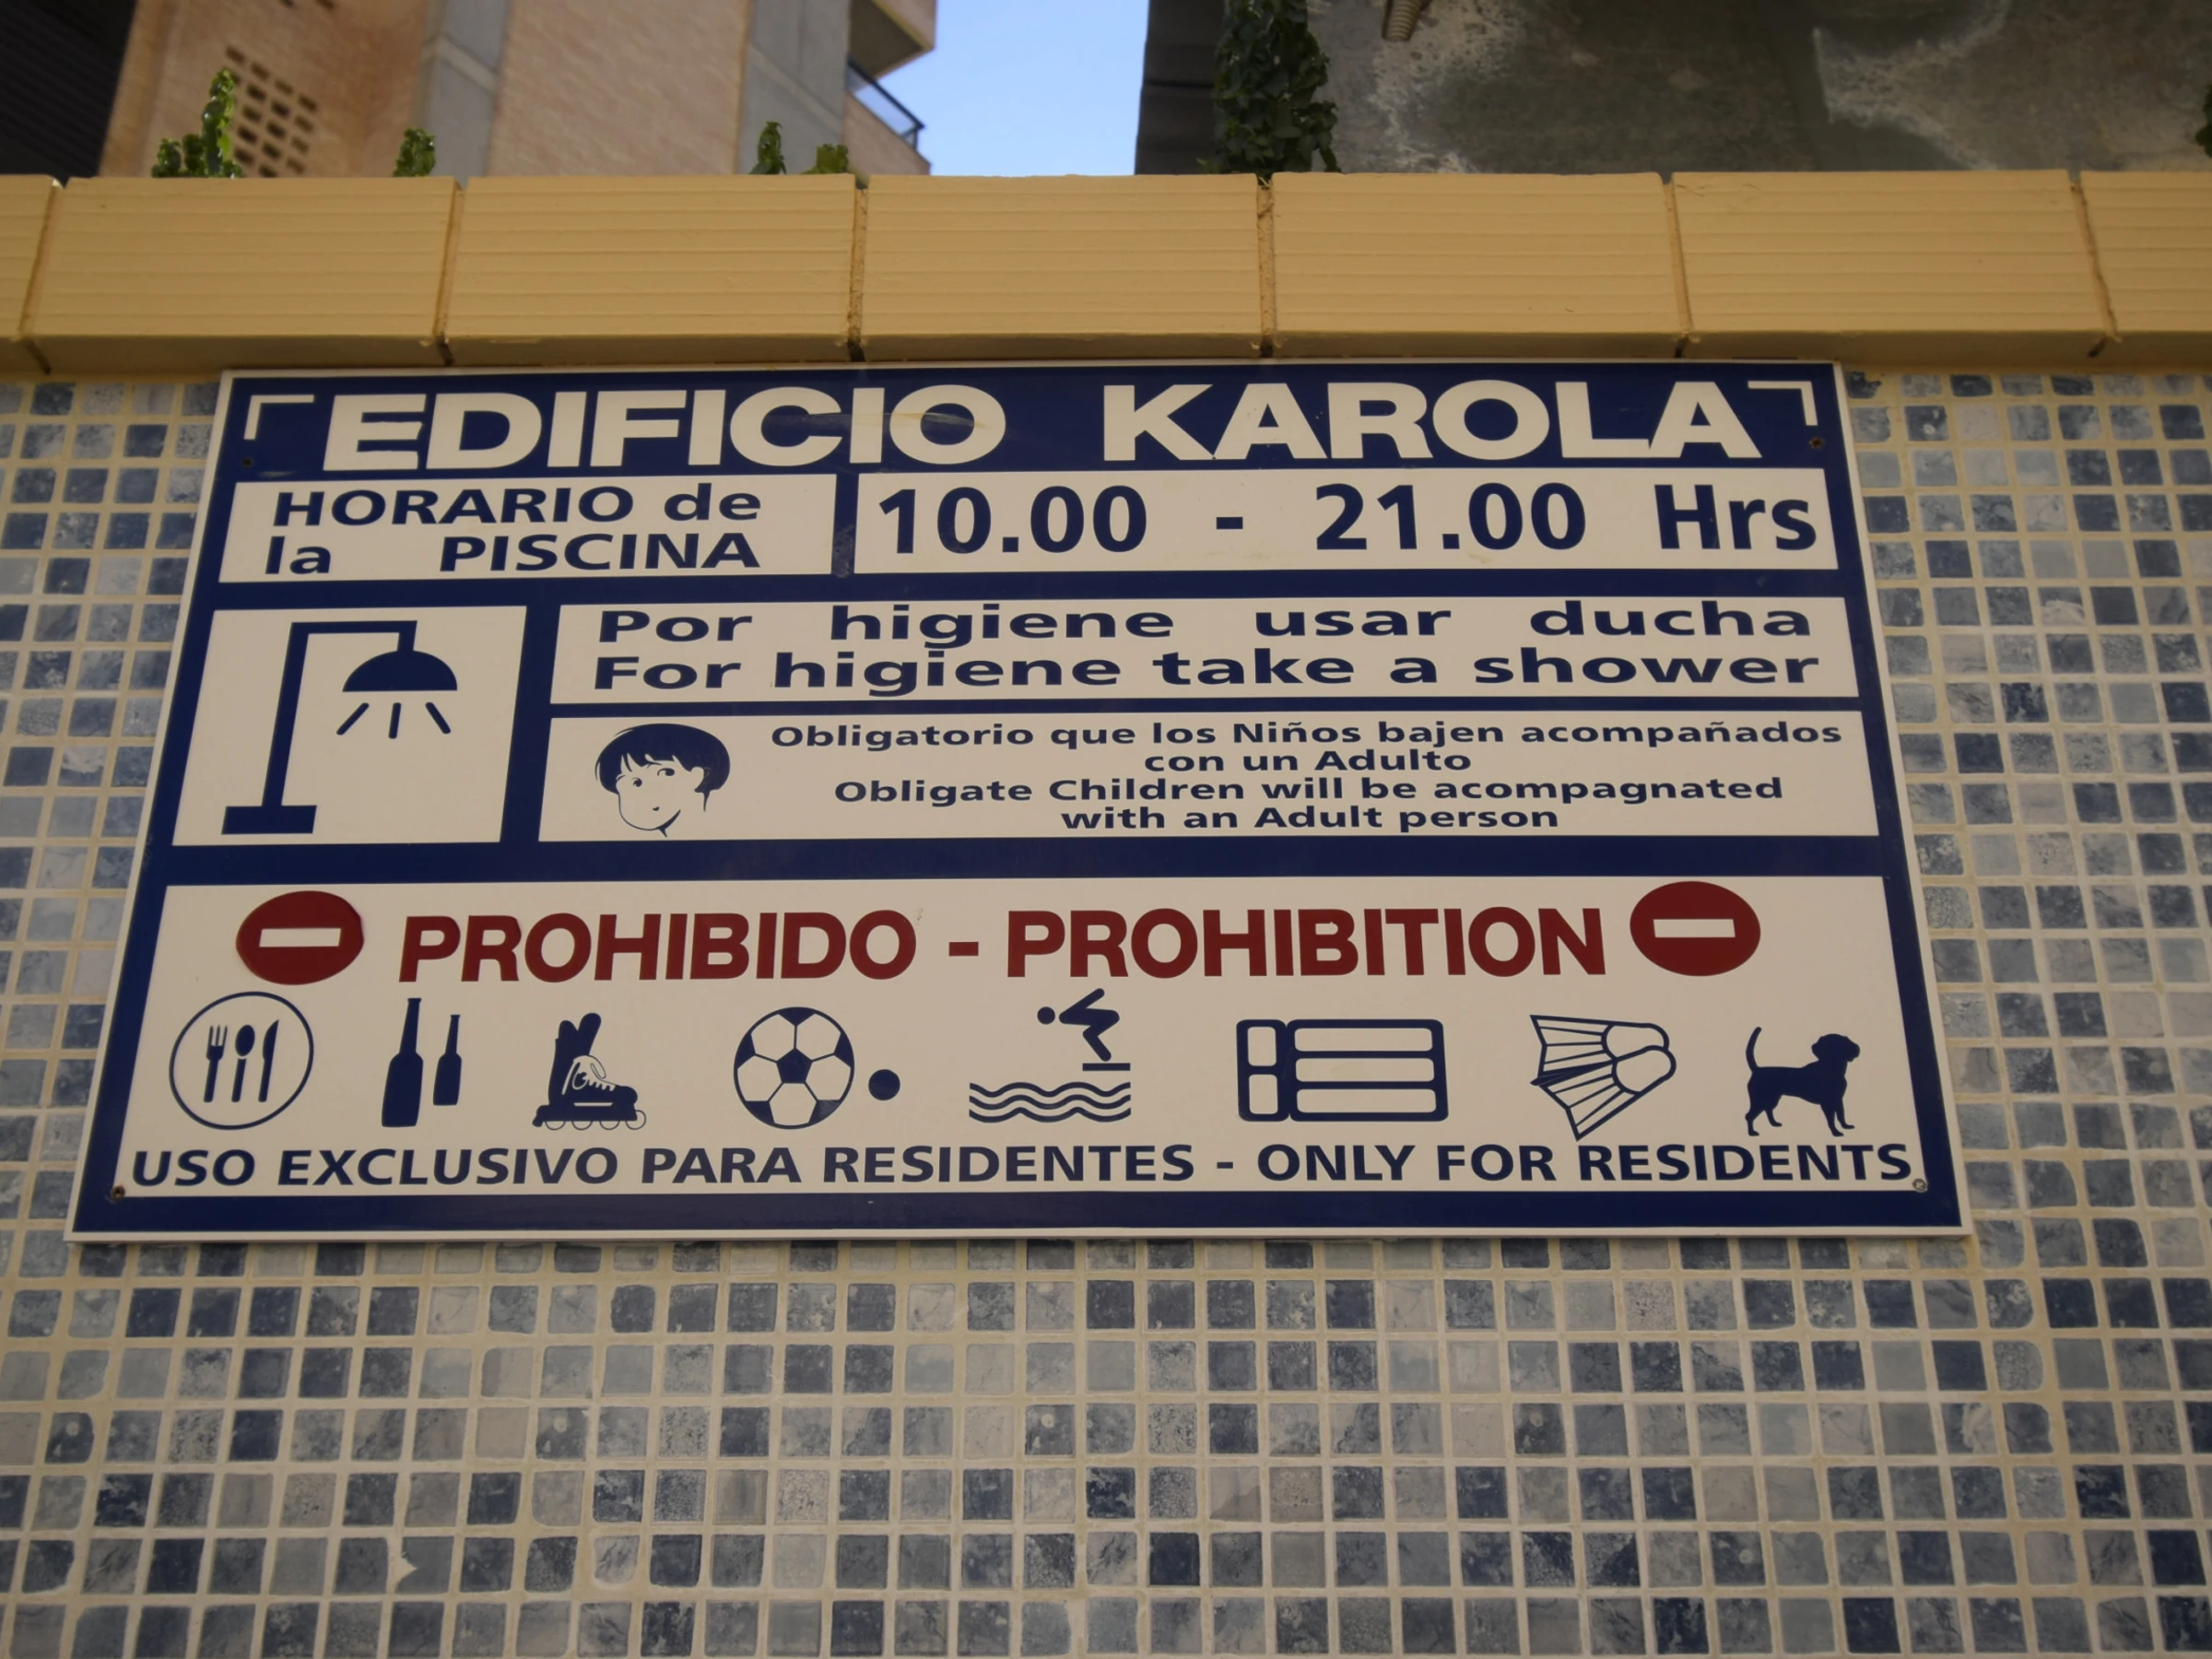 EDIFICIO KAROLA
HORARIO de
la PISCINA
10.00 - 21.00 Hrs
Por higiene usar ducha
For higiene take a shower
Obligatorio que los Niños bajen acompañados
con un Adulto
Obligate Children will be acompagnated
with an Adult person
PROHIBIDO - PROHIBITION
USO EXCLUSIVO PARA RESIDENTES - ONLY FOR RESIDENTS